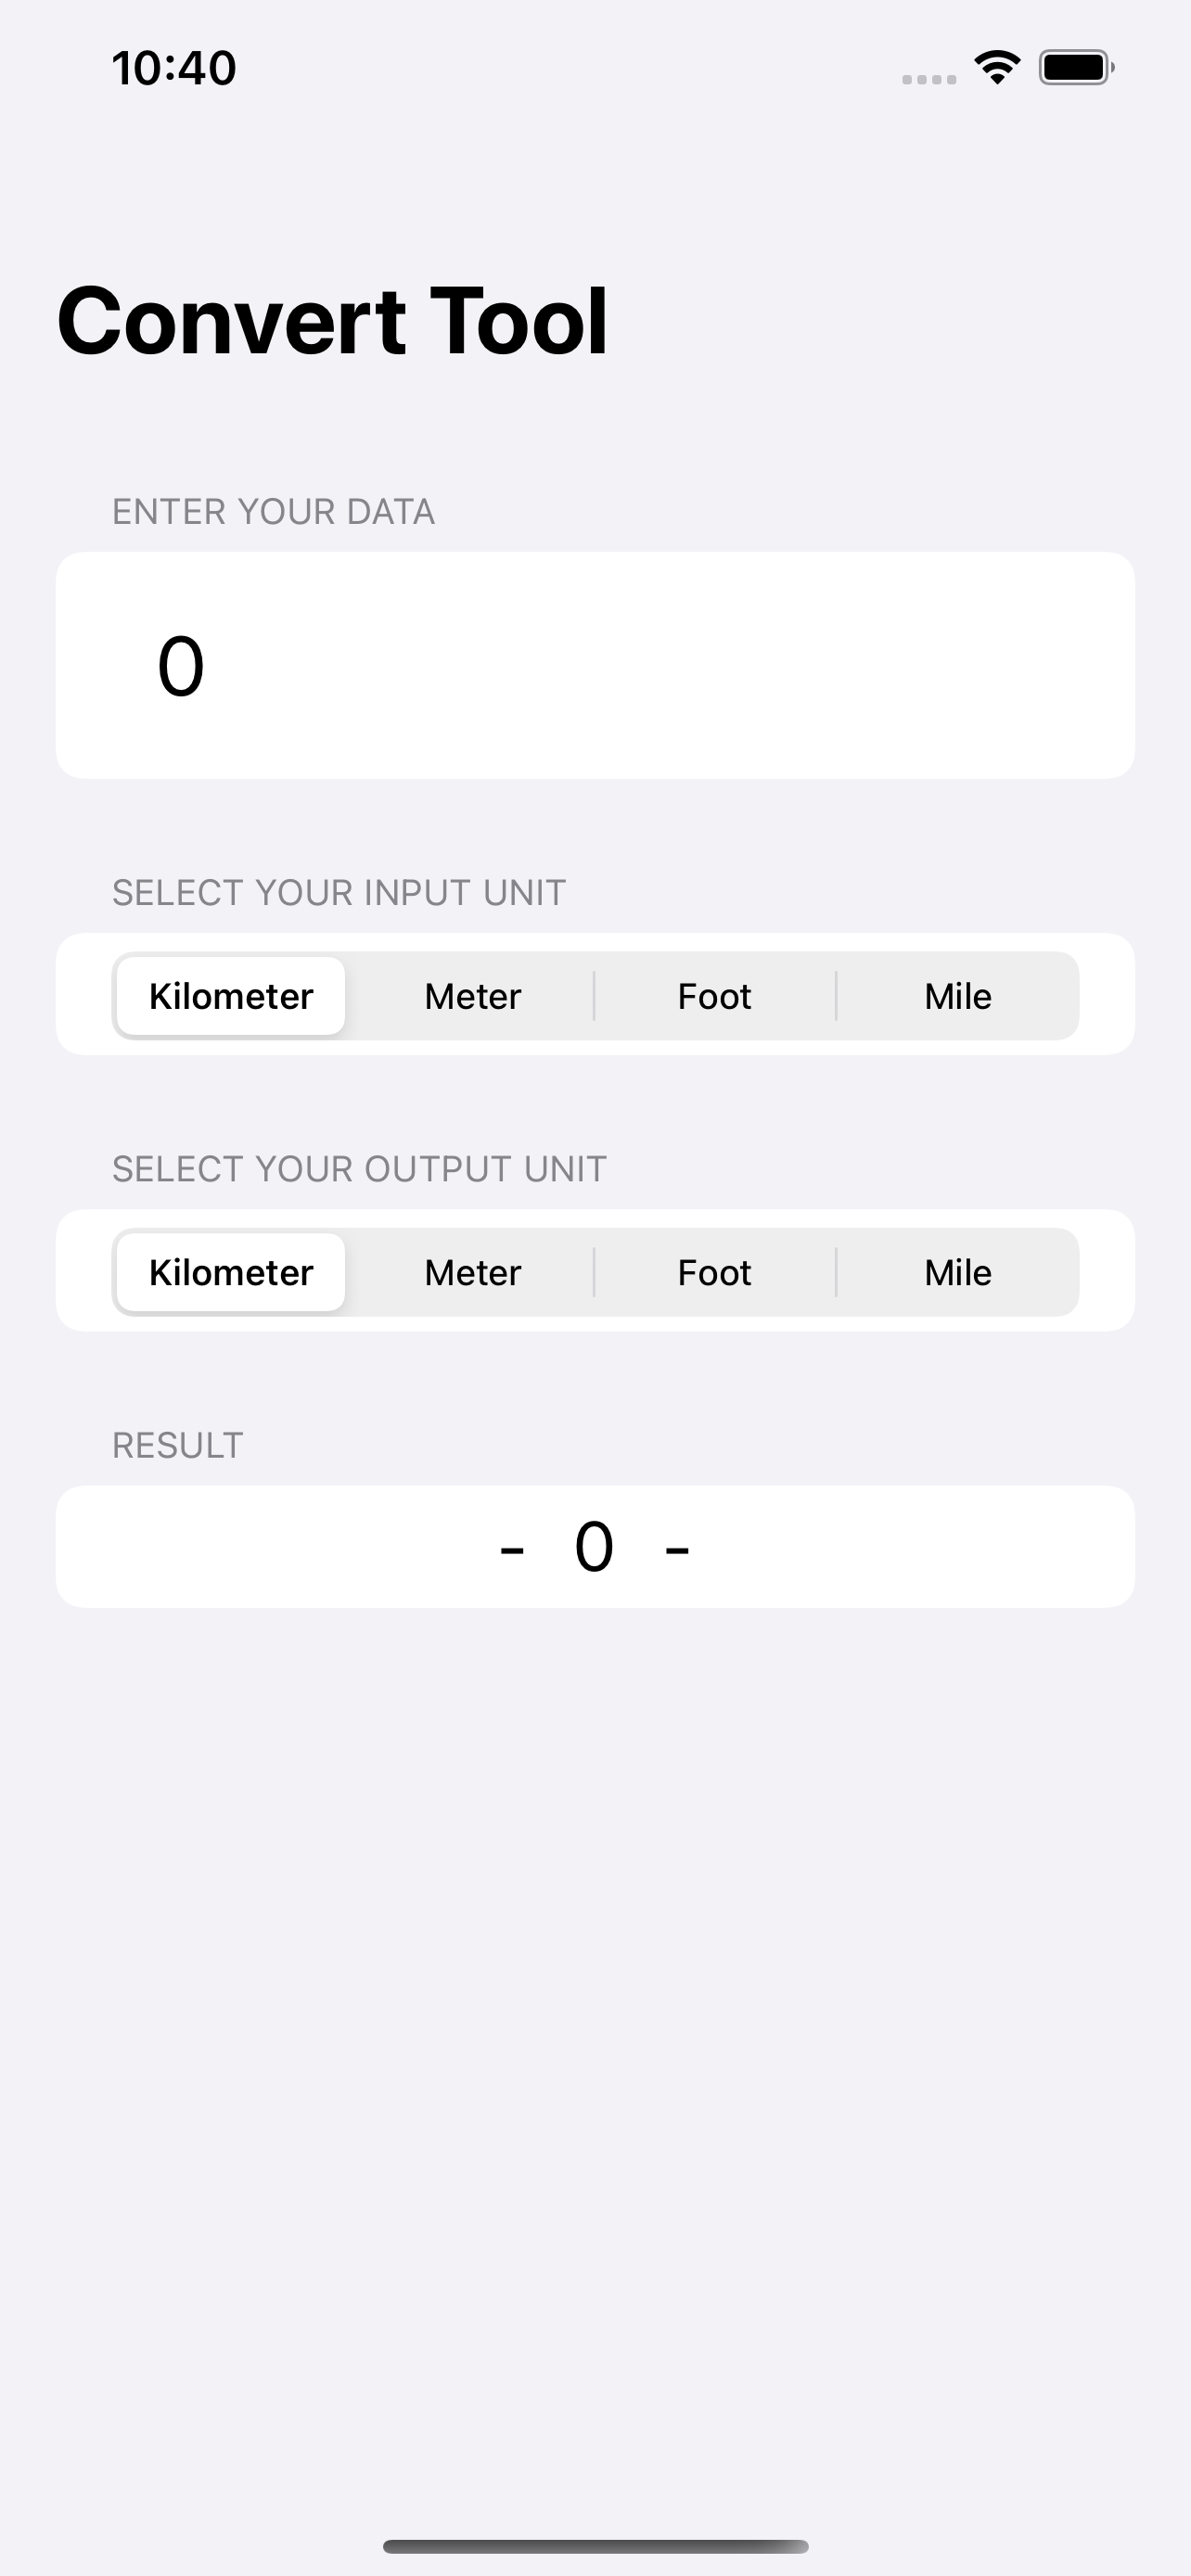 10:40
Convert Tool
ENTER YOUR DATA
0
SELECT YOUR INPUT UNIT
Kilometer Meter Foot Mile
SELECT YOUR OUTPUT UNIT
Kilometer Meter Foot Mile
RESULT
- 0 -